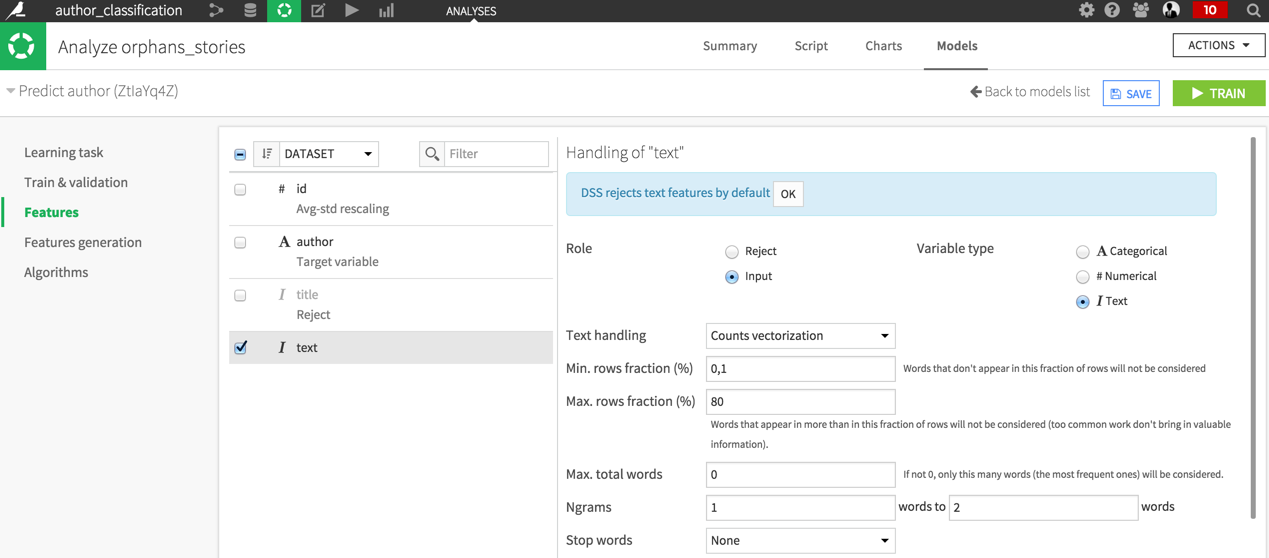 author_classification
ANALYSES
10
Analyze orphans_stories
Summary
Script
Charts
Models
ACTIONS
Predict author (ZtIaYq4Z)
Back to models list
SAVE
TRAIN
Learning task
Train & validation
Features
Features generation
Algorithms
DATASET
Filter
# id
Avg-std rescaling
A author
Target variable
I title
Reject
I text
Handling of "text"
DSS rejects text features by default OK
Role
Reject
Input
Variable type
A Categorical
# Numerical
I Text
Text handling
Counts vectorization
Min. rows fraction (%)
0,1
Words that don't appear in this fraction of rows will not be considered
Max. rows fraction (%)
80
Words that appear in more than in this fraction of rows will not be considered (too common work don't bring in valuable
information).
Max. total words
0
If not 0, only this many words (the most frequent ones) will be considered.
Ngrams
1 words to 2 words
Stop words
None